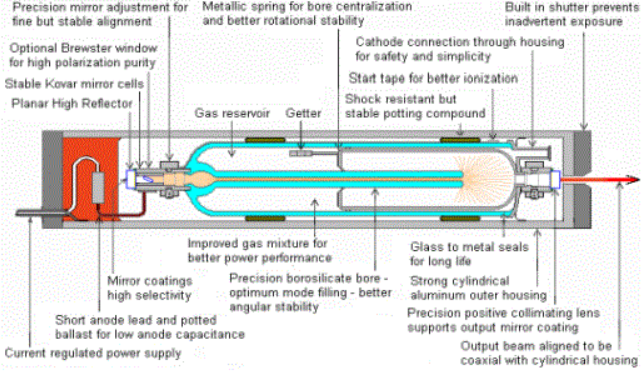 Precision mirror adjustment for
fine but stable alignment
Metallic spring for bore centralization
and better rotational stability
Built in shutter prevents
inadvertent exposure
Optional Brewster window
for high polarization purity
Cathode connection through housing
for safety and simplicity
Stable Kovar mirror cells
Start tape for better ionization
Planar High Reflector
Gas reservoir
Getter
Shock resistant but
stable potting compound
Improved gas mixture for
better power performance
Glass to metal seals
for long life
Mirror coatings
high selectivity
Precision borosilicate bore -
optimum mode filling - better
angular stability
Strong cylindrical
aluminum outer housing
Short anode lead and potted
ballast for low anode capacitance
Precision positive collimating lens
supports output mirror coating
Current regulated power supply
Output beam aligned to be
coaxial with cylindrical housing